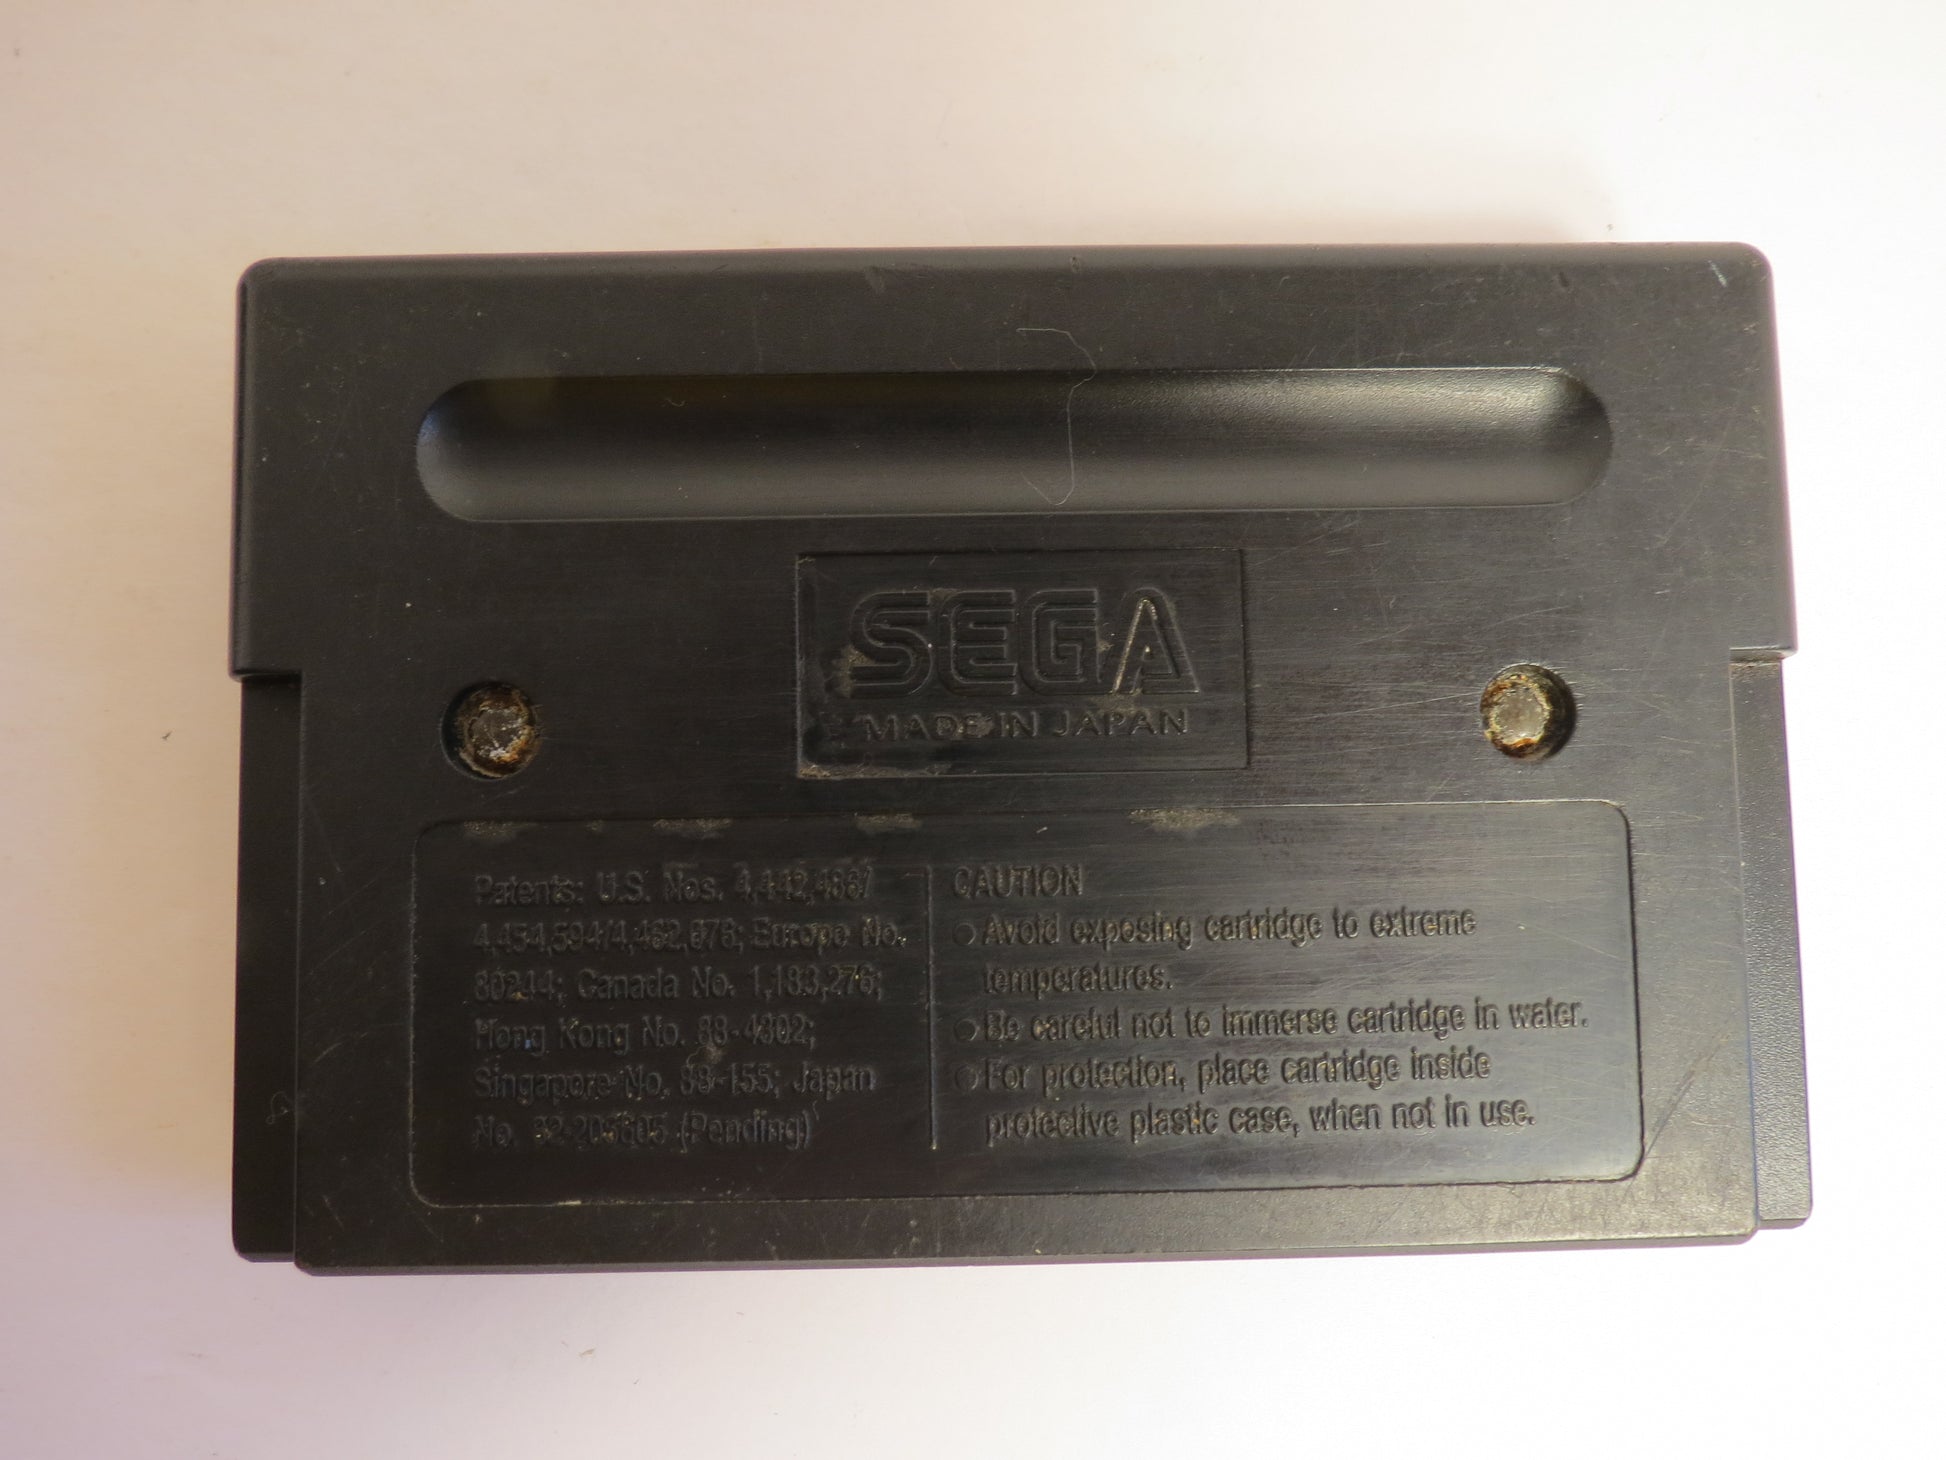 SEGA
MADE IN JAPAN
Patents: U.S. Nos. 4,442,486/
4,454,594/4,462,076; Europe No.
80244; Canada No. 1,183,276;
Hong Kong No. 88-4302;
Singapore No. 88-155; Japan
No. 82-205605 (Pending)
CAUTION
Avoid exposing cartridge to extreme
temperatures.
Be careful not to immerse cartridge in water.
For protection, place cartridge inside
protective plastic case, when not in use.